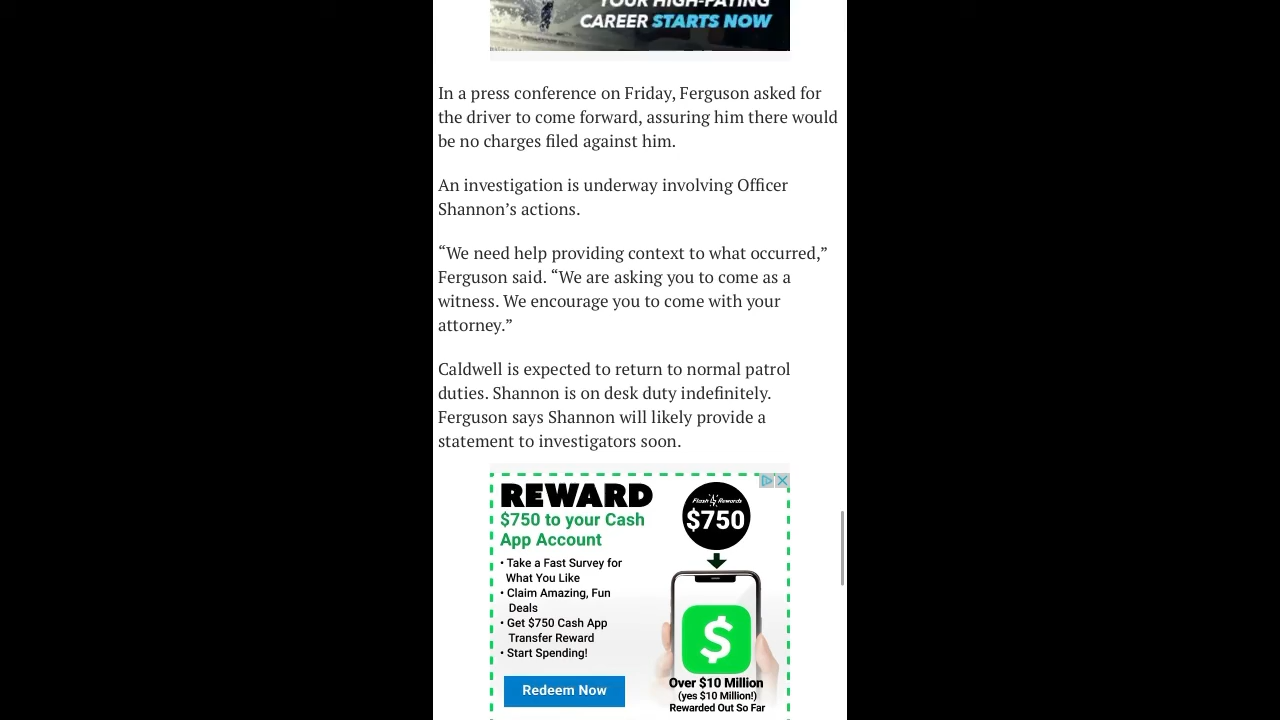 YOUR HIGH-PAYING
CAREER STARTS NOW
In a press conference on Friday, Ferguson asked for
the driver to come forward, assuring him there would
be no charges filed against him.
An investigation is underway involving Officer
Shannon’s actions.
“We need help providing context to what occurred,”
Ferguson said. “We are asking you to come as a
witness. We encourage you to come with your
attorney.”
Caldwell is expected to return to normal patrol
duties. Shannon is on desk duty indefinitely.
Ferguson says Shannon will likely provide a
statement to investigators soon.
REWARD
$750 to your Cash
App Account
• Take a Fast Survey for
What You Like
• Claim Amazing, Fun
Deals
• Get $750 Cash App
Transfer Reward
• Start Spending!
Redeem Now
Flash Rewards
$750
$
Over $10 Million
(yes $10 Million!)
Rewarded Out So Far